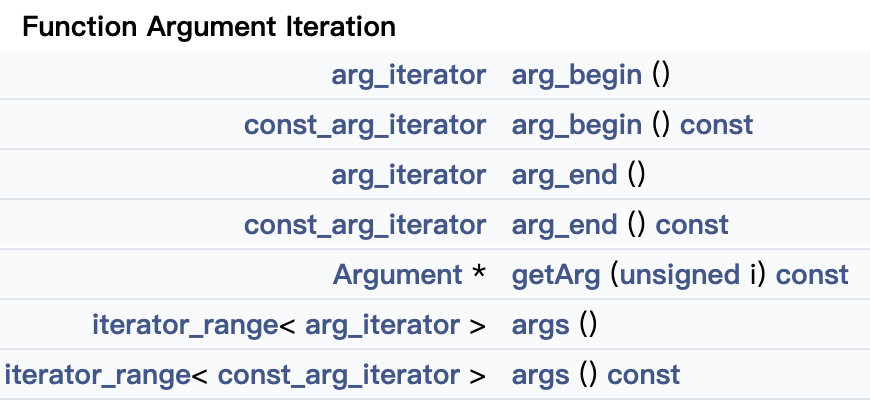 Function Argument Iteration
arg_iterator arg_begin ()
const_arg_iterator arg_begin () const
arg_iterator arg_end ()
const_arg_iterator arg_end () const
Argument * getArg (unsigned i) const
iterator_range< arg_iterator > args ()
iterator_range< const_arg_iterator > args () const